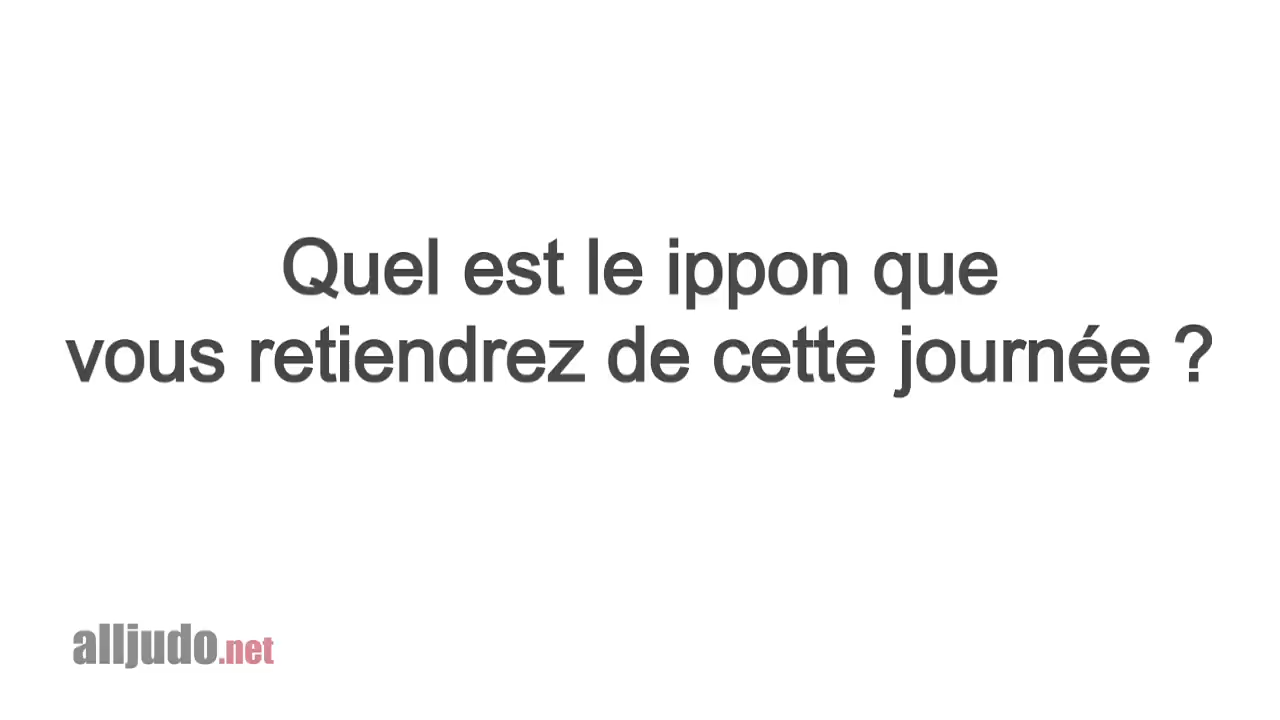 Quel est le ippon que
vous retiendrez de cette journée ?
alljudo.net